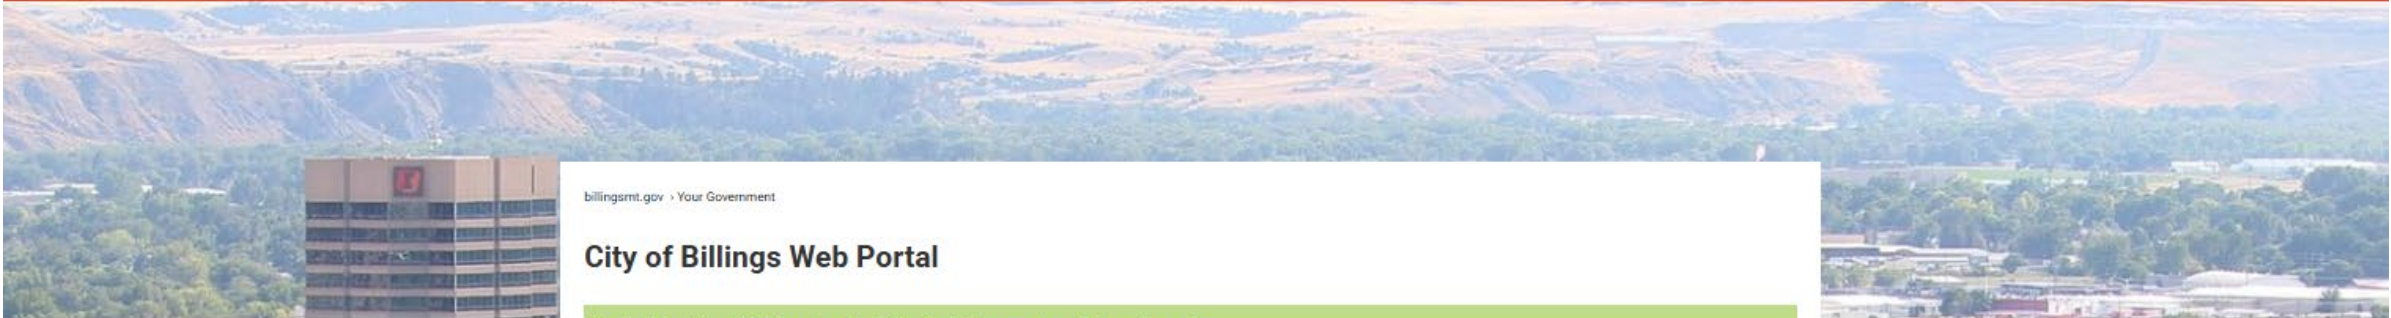 billingsmt.gov › Your Government
City of Billings Web Portal